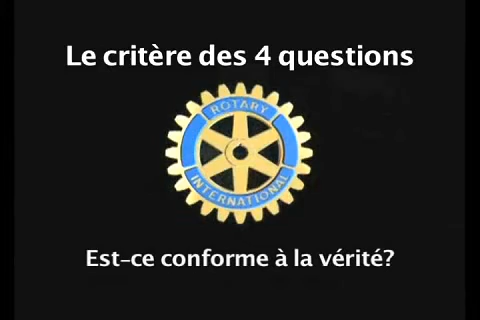 Le critère des 4 questions
ROTARY
INTERNATIONAL
Est-ce conforme à la vérité?